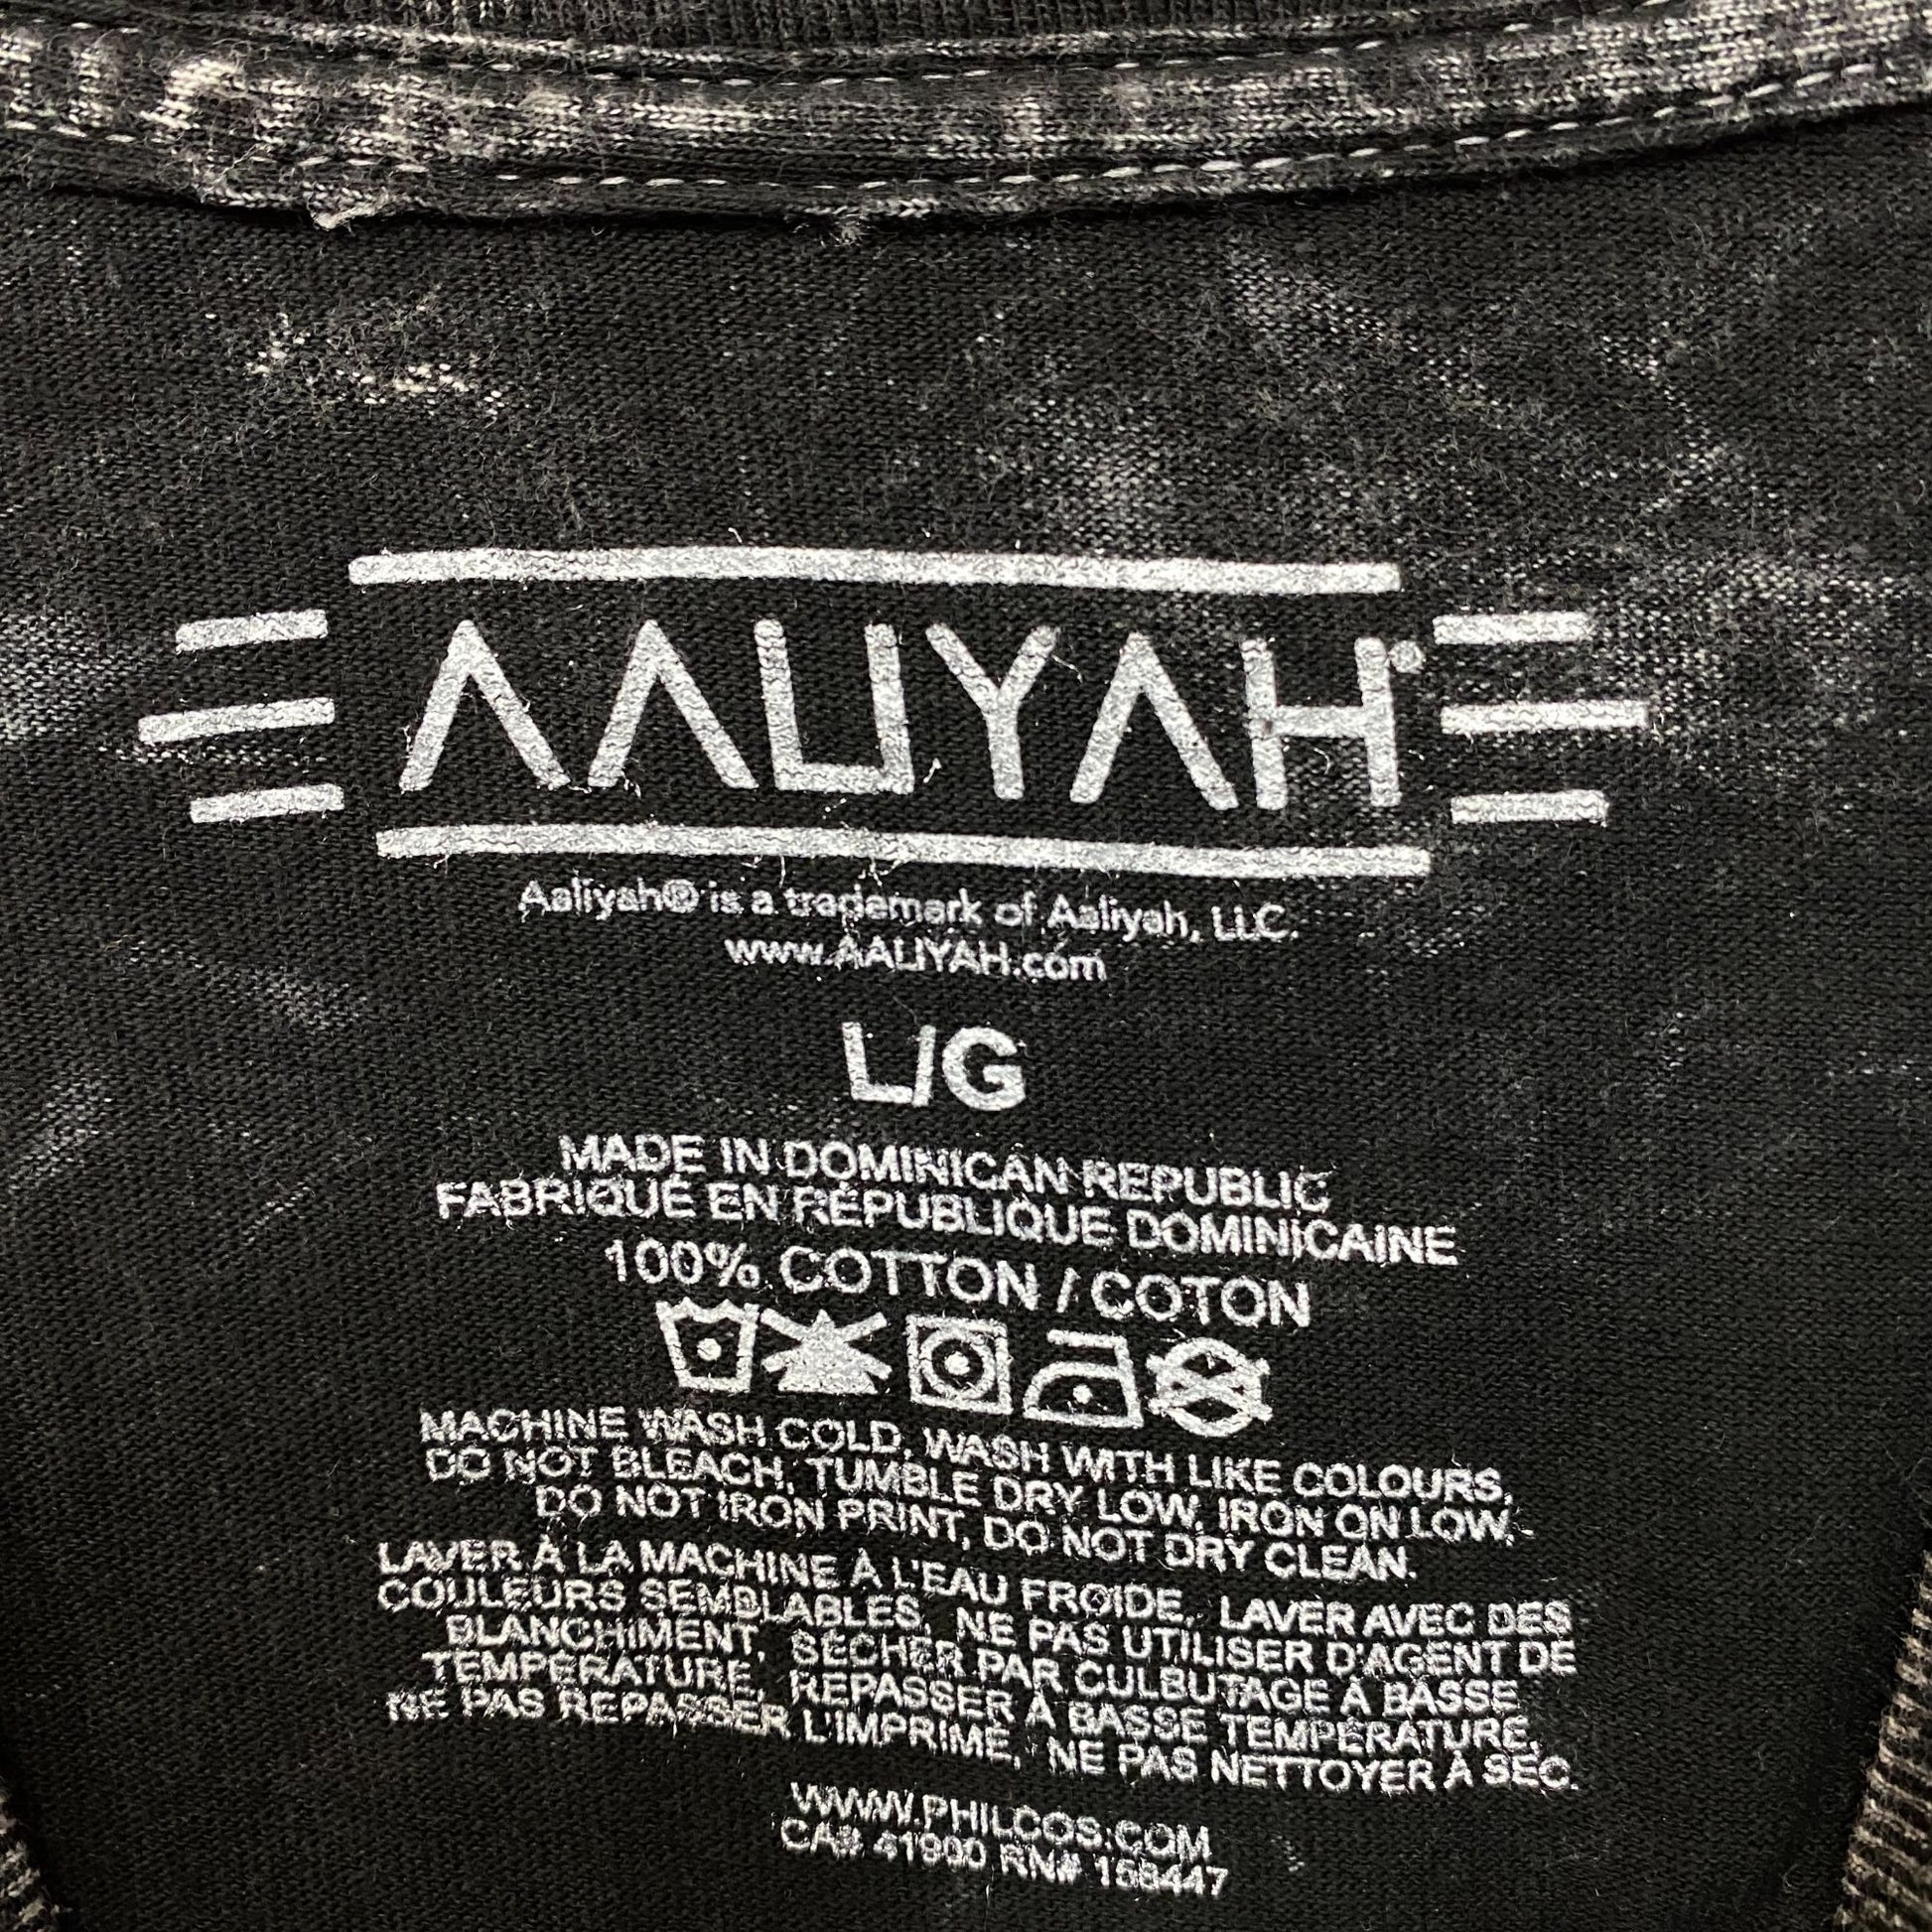 AALIYAH®
Aaliyah® is a trademark of Aaliyah, LLC.
www.AALIYAH.com
L/G
MADE IN DOMINICAN REPUBLIC
FABRIQUÉ EN RÉPUBLIQUE DOMINICAINE
100% COTTON / COTON
MACHINE WASH COLD, WASH WITH LIKE COLOURS,
DO NOT BLEACH, TUMBLE DRY LOW, IRON ON LOW,
DO NOT IRON PRINT, DO NOT DRY CLEAN.
LAVER À LA MACHINE À L'EAU FROIDE, LAVER AVEC DES
COULEURS SEMBLABLES, NE PAS UTILISER D'AGENT DE
BLANCHIMENT, SÉCHER PAR CULBUTAGE À BASSE
TEMPÉRATURE, REPASSER À BASSE TEMPÉRATURE,
NE PAS REPASSER L'IMPRIMÉ, NE PAS NETTOYER À SEC.
WWW.PHILCOS.COM
CA# 41900 RN# 158447